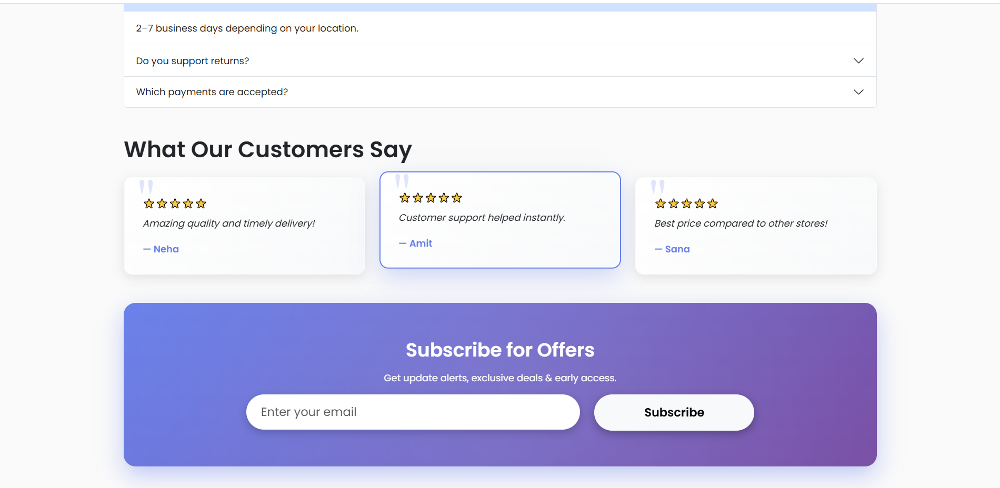 2–7 business days depending on your location.
Do you support returns?
Which payments are accepted?
What Our Customers Say
"
Amazing quality and timely delivery!
— Neha
"
Customer support helped instantly.
— Amit
"
Best price compared to other stores!
— Sana
Subscribe for Offers
Get update alerts, exclusive deals & early access.
Enter your email
Subscribe